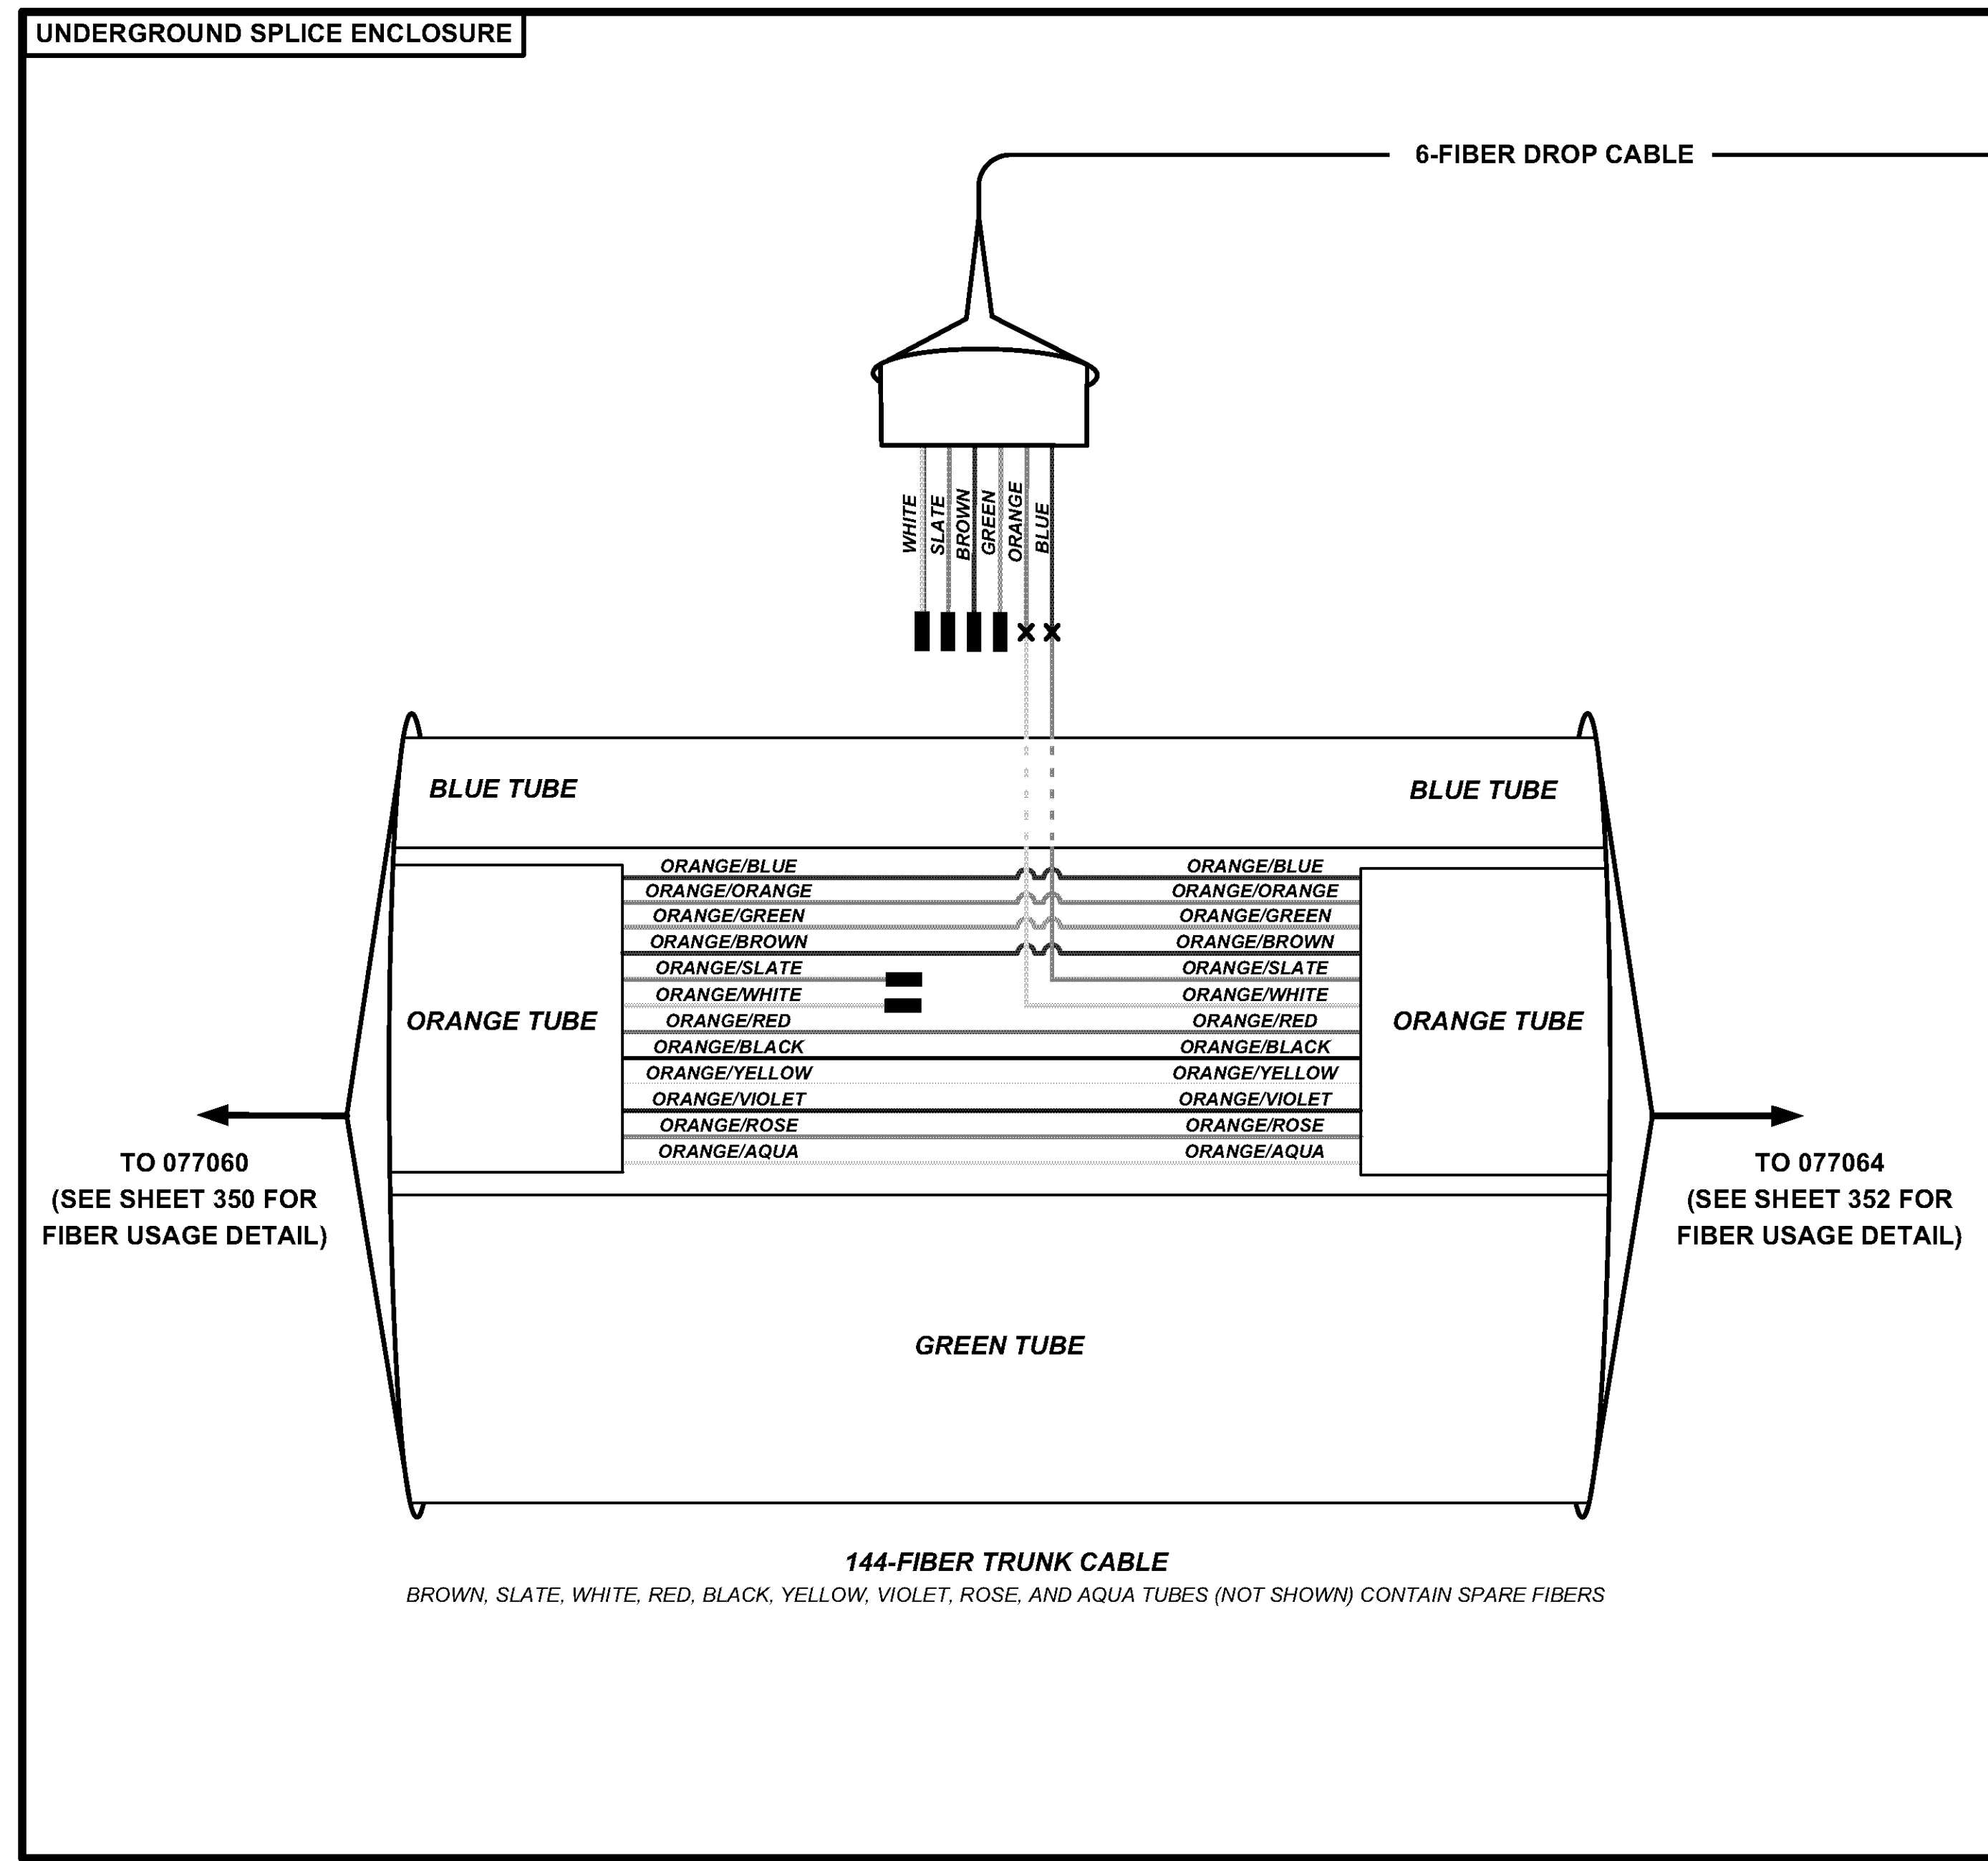 UNDERGROUND SPLICE ENCLOSURE
6-FIBER DROP CABLE
WHITE
SLATE
BROWN
GREEN
ORANGE
BLUE
BLUE TUBE
BLUE TUBE
ORANGE/BLUE
ORANGE/BLUE
ORANGE/ORANGE
ORANGE/ORANGE
ORANGE/GREEN
ORANGE/GREEN
ORANGE/BROWN
ORANGE/BROWN
ORANGE/SLATE
ORANGE/SLATE
ORANGE/WHITE
ORANGE/WHITE
ORANGE TUBE
ORANGE/RED
ORANGE/RED
ORANGE TUBE
ORANGE/BLACK
ORANGE/BLACK
ORANGE/YELLOW
ORANGE/YELLOW
ORANGE/VIOLET
ORANGE/VIOLET
ORANGE/ROSE
ORANGE/ROSE
ORANGE/AQUA
ORANGE/AQUA
TO 077060
(SEE SHEET 350 FOR
FIBER USAGE DETAIL)
TO 077064
(SEE SHEET 352 FOR
FIBER USAGE DETAIL)
GREEN TUBE
144-FIBER TRUNK CABLE
BROWN, SLATE, WHITE, RED, BLACK, YELLOW, VIOLET, ROSE, AND AQUA TUBES (NOT SHOWN) CONTAIN SPARE FIBERS